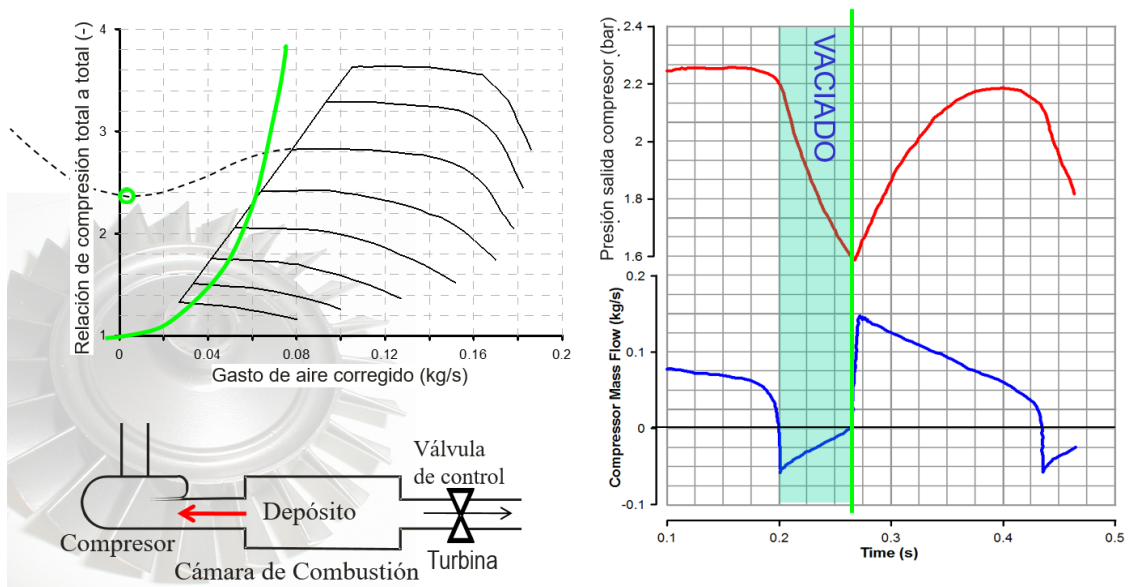 Relación de compresión total a total (-)
4
3
2
1
0
0.04
0.08
0.12
0.16
0.2
Gasto de aire corregido (kg/s)
Válvula
de control
Depósito
Compresor
Turbina
Cámara de Combustión
Presión salida compresor (bar)
2.6
2.4
2.2
2
1.8
1.6
VACIADO
Compressor Mass Flow (kg/s)
0.2
0.1
0
-0.1
0.1
0.2
0.3
0.4
0.5
Time (s)